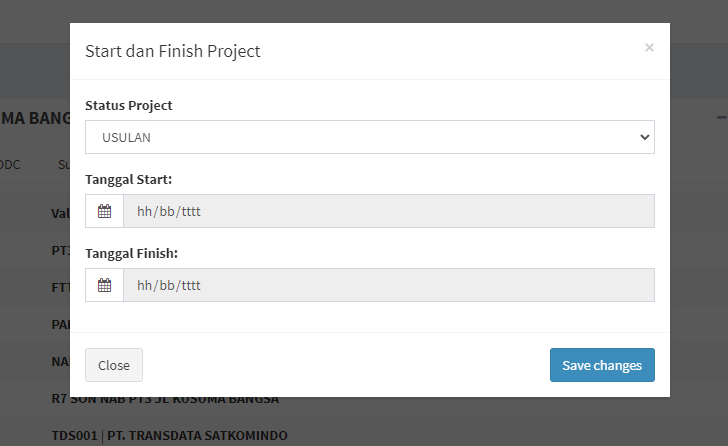 Start dan Finish Project
×
MA BANG
Status Project
USULAN
ODC
Su
Tanggal Start:
Val
hh/bb/tttt
PT
Tanggal Finish:
FTT
hh/bb/tttt
PA
NA
Close
Save changes
R7 SON NAB PT3 JL KUSUMA BANGSA
TDS001 | PT. TRANSDATA SATKOMINDO